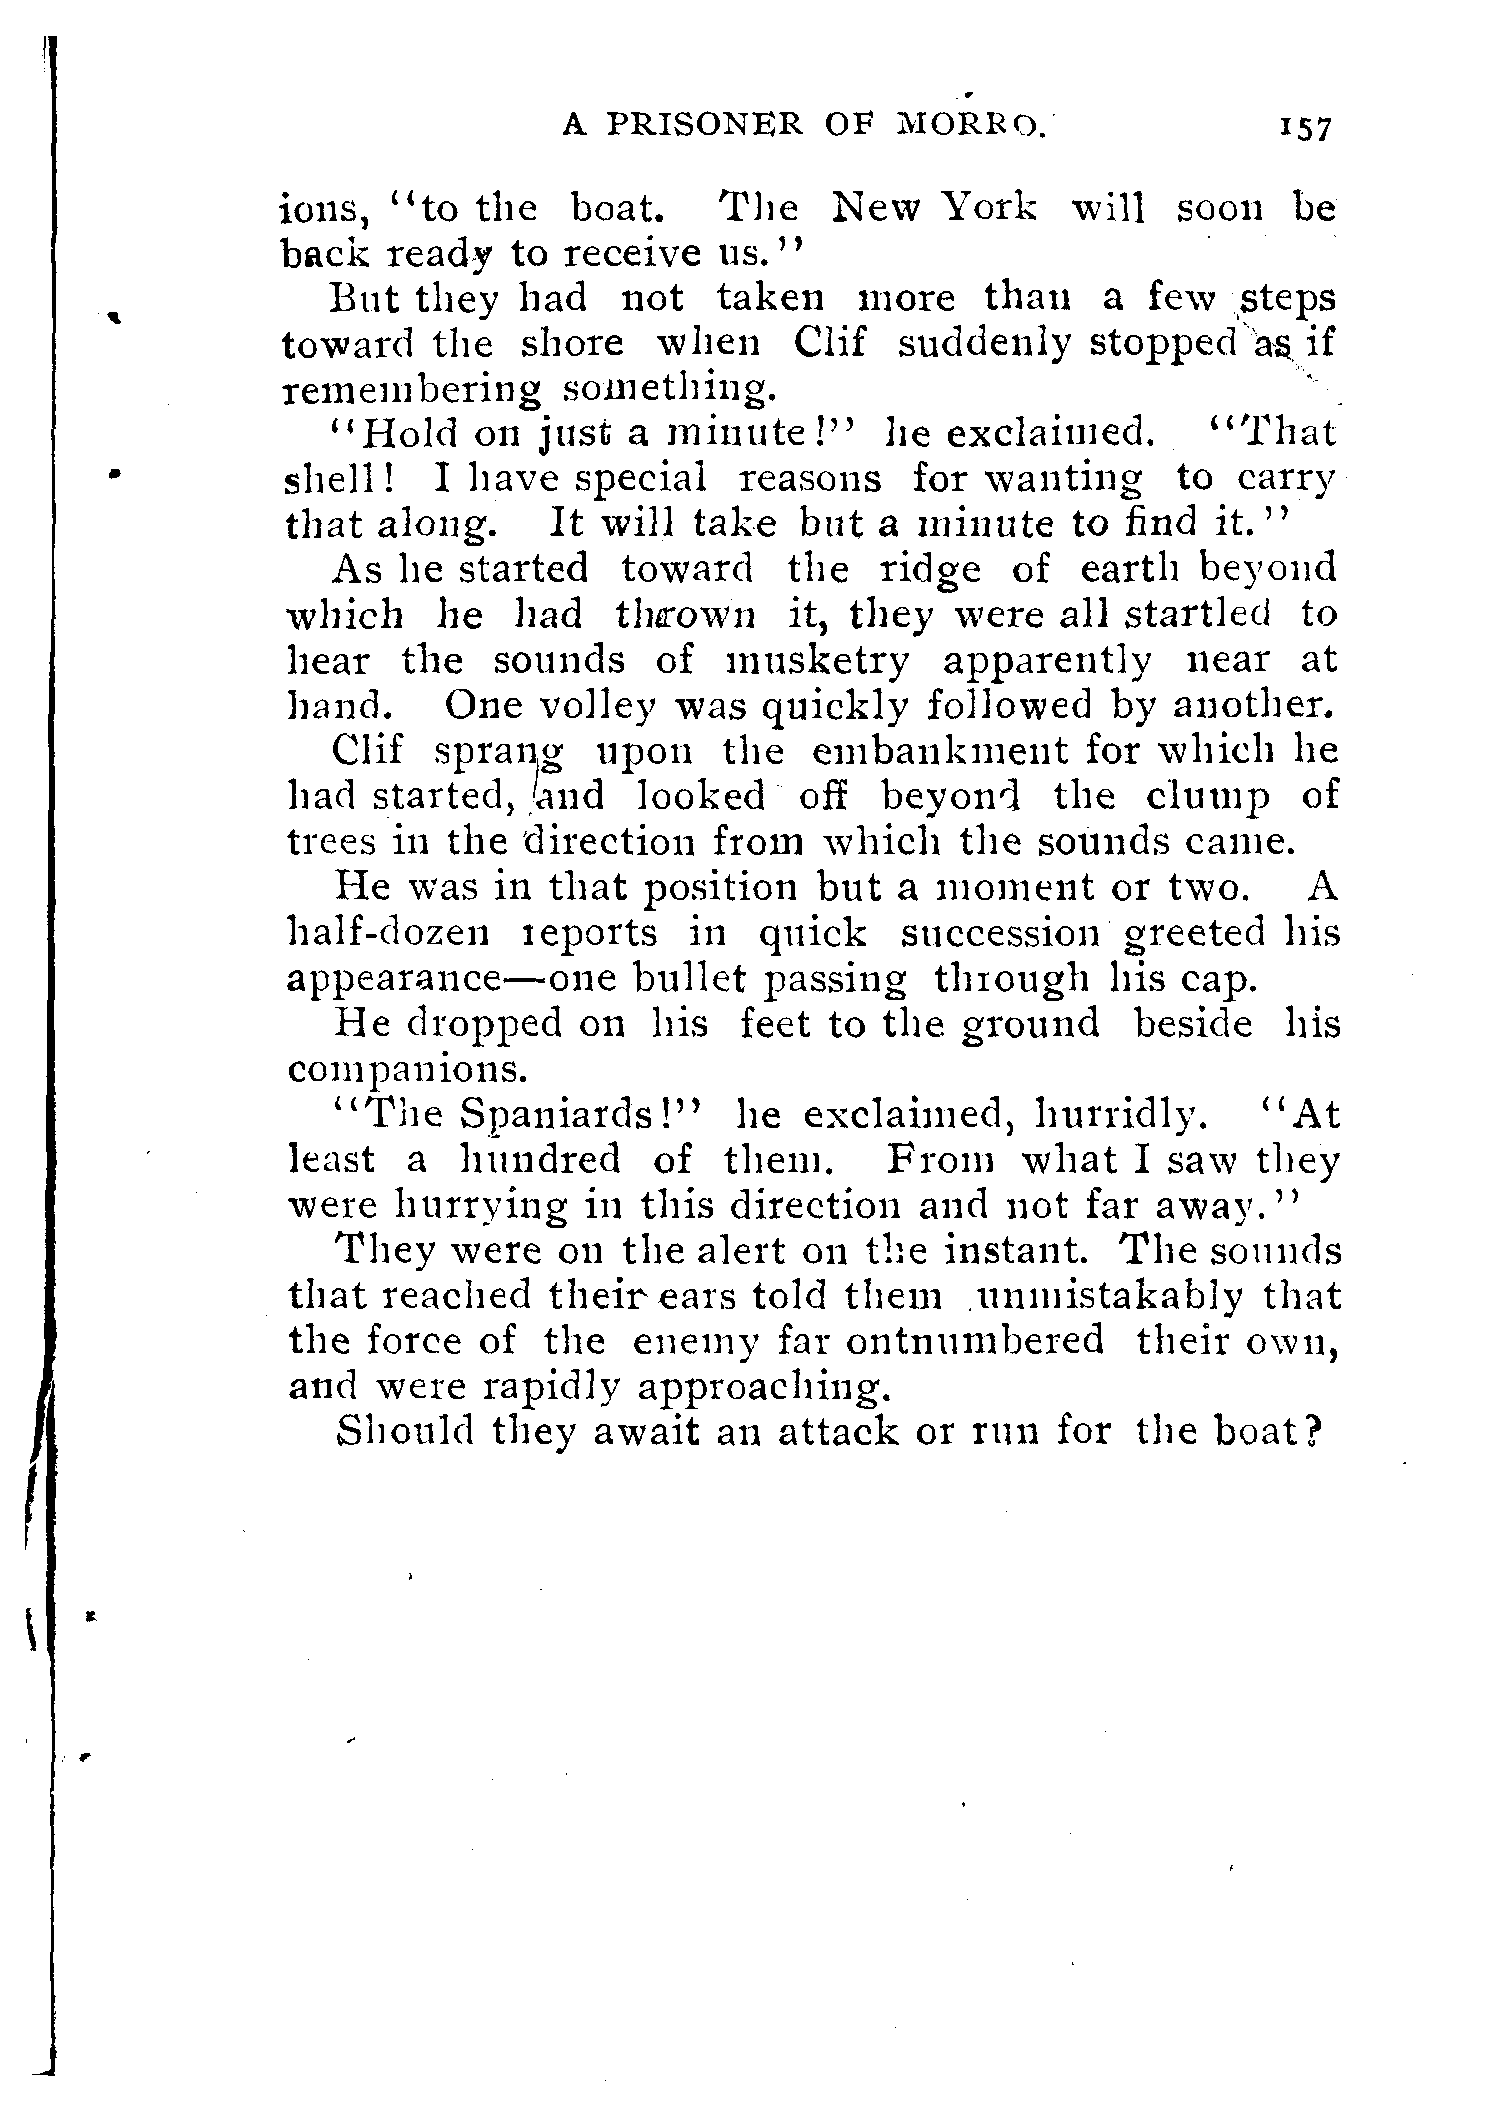 A PRISONER OF MORRO. 157
ions, "to the boat. The New York will soon be
back ready to receive us."
But they had not taken more than a few steps
toward the shore when Clif suddenly stopped as if
remembering something.
"Hold on just a minute!" he exclaimed. "That
shell! I have special reasons for wanting to carry
that along. It will take but a minute to find it."
As he started toward the ridge of earth beyond
which he had thrown it, they were all startled to
hear the sounds of musketry apparently near at
hand. One volley was quickly followed by another.
Clif sprang upon the embankment for which he
had started, and looked off beyond the clump of
trees in the direction from which the sounds came.
He was in that position but a moment or two. A
half-dozen reports in quick succession greeted his
appearance—one bullet passing through his cap.
He dropped on his feet to the ground beside his
companions.
"The Spaniards!" he exclaimed, hurridly. "At
least a hundred of them. From what I saw they
were hurrying in this direction and not far away."
They were on the alert on the instant. The sounds
that reached their ears told them unmistakably that
the force of the enemy far ontnumbered their own,
and were rapidly approaching.
Should they await an attack or run for the boat?